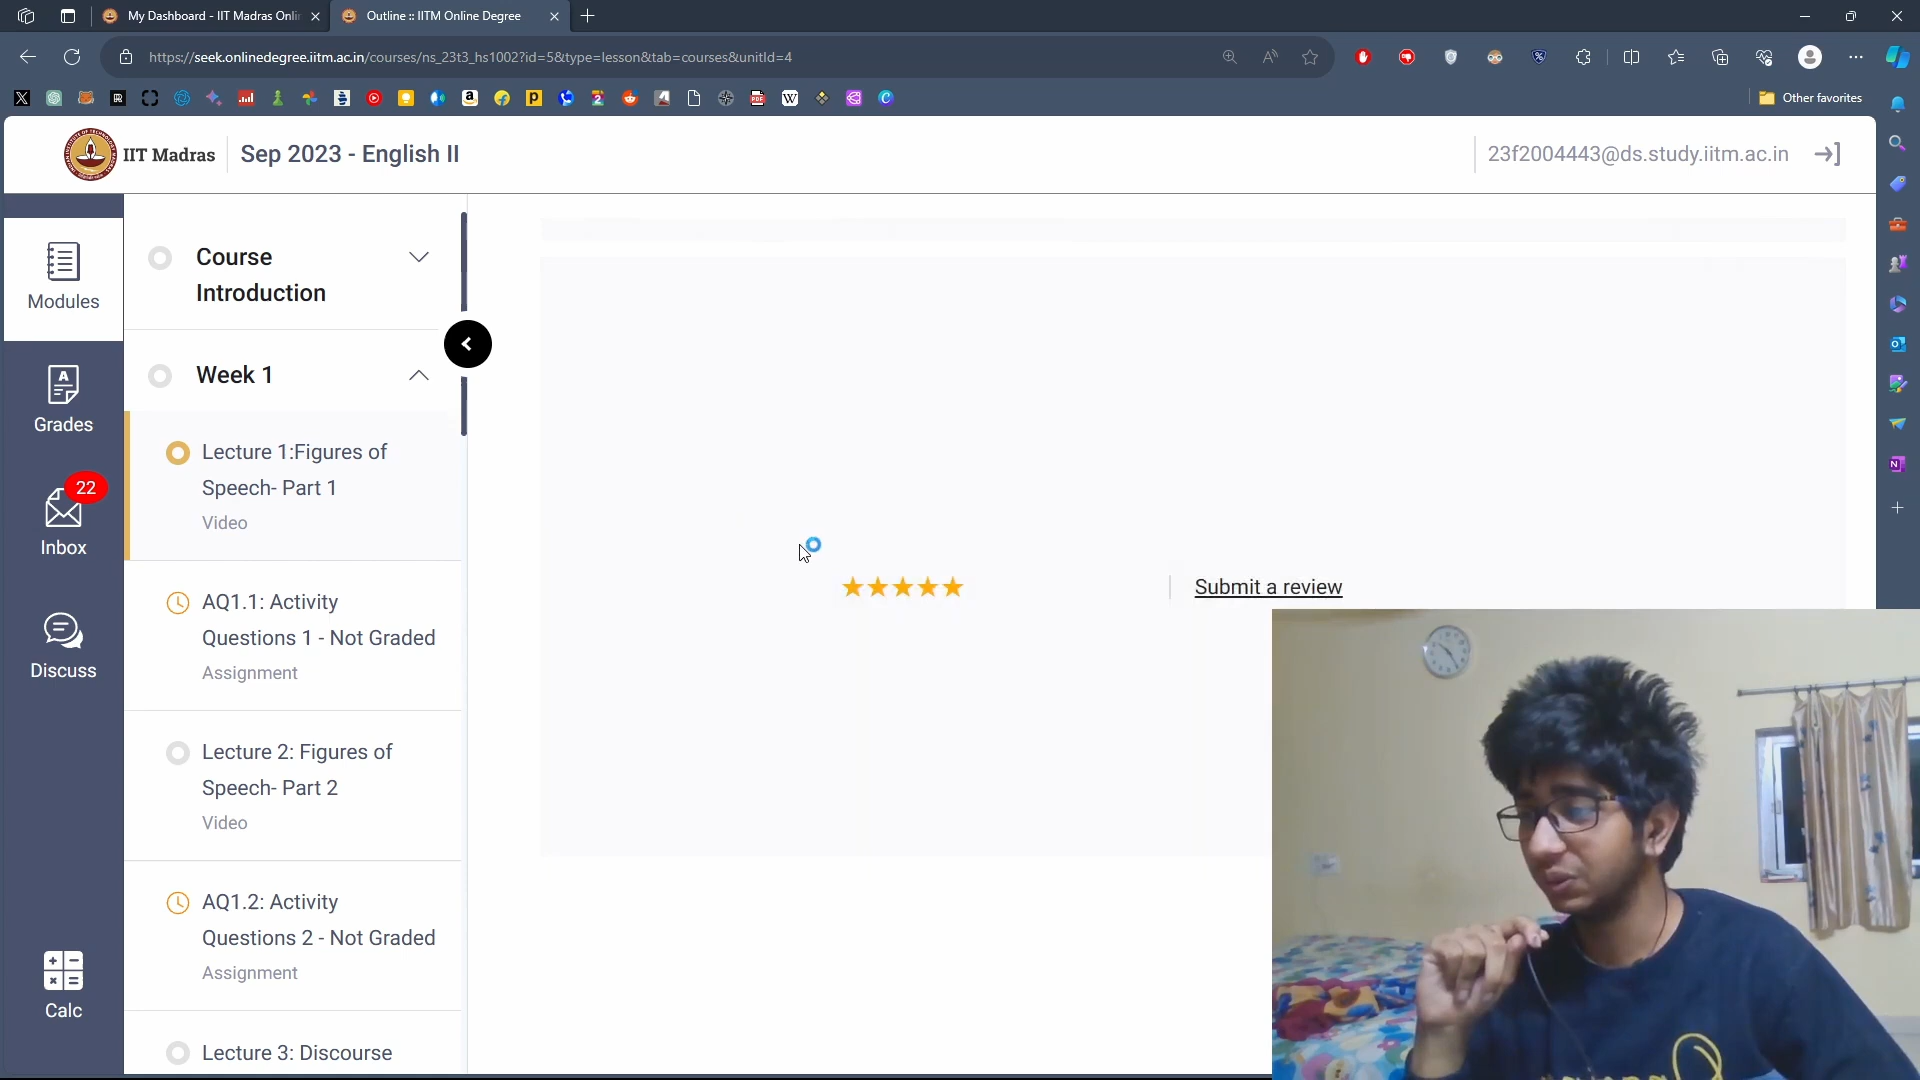 My Dashboard - IIT Madras Onlin
Outline :: IITM Online Degree
https://seek.onlinedegree.iitm.ac.in/courses/ns_23t3_hs1002?id=5&type=lesson&tab=courses&unitId=4
Other favorites
IIT Madras
Sep 2023 - English II
23f2004443@ds.study.iitm.ac.in
Modules
Grades
22
Inbox
Discuss
Calc
Course
Introduction
Week 1
Lecture 1:Figures of
Speech- Part 1
Video
AQ1.1: Activity
Questions 1 - Not Graded
Assignment
Lecture 2: Figures of
Speech- Part 2
Video
AQ1.2: Activity
Questions 2 - Not Graded
Assignment
Lecture 3: Discourse
Submit a review